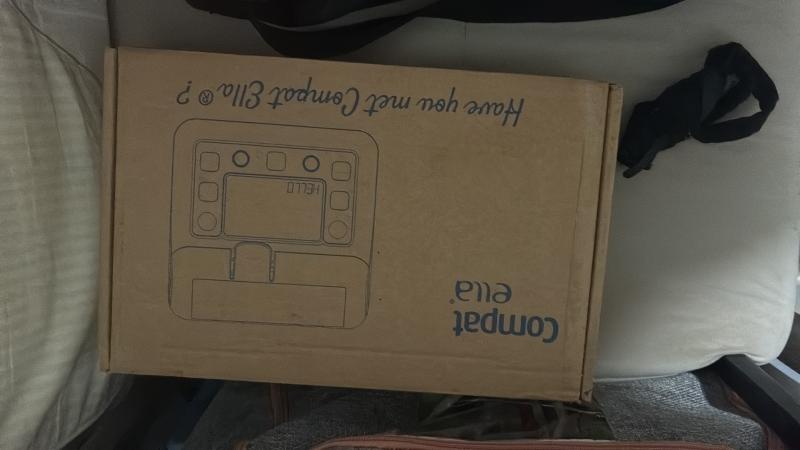 Compat
ella®
HELLO
Have you met Compat Ella®?